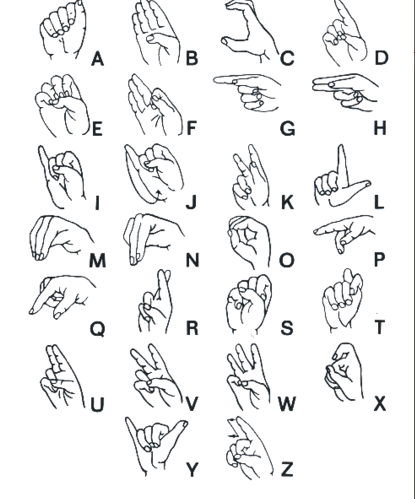 A B C D
E F G H
I J K L
M N O P
Q R S T
U V W X
Y Z